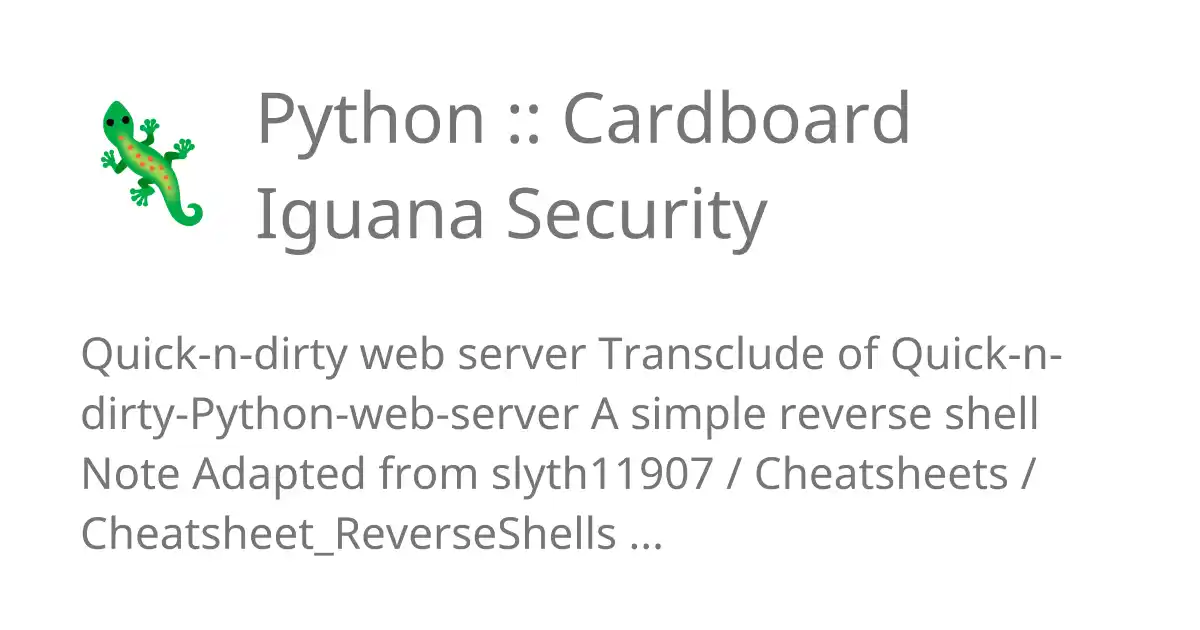 Python :: Cardboard
Iguana Security
Quick-n-dirty web server Transclude of Quick-n-
dirty-Python-web-server A simple reverse shell
Note Adapted from slyth11907 / Cheatsheets /
Cheatsheet_ReverseShells ...